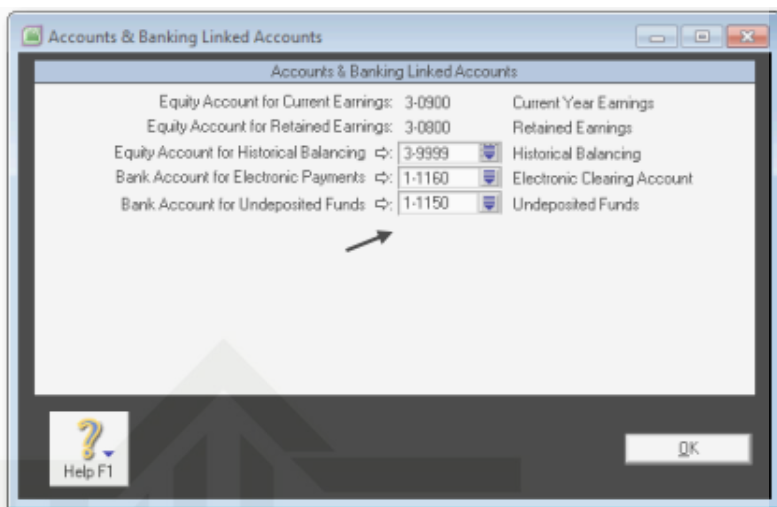 Accounts & Banking Linked Accounts
Accounts & Banking Linked Accounts
Equity Account for Current Earnings: 3-0900 Current Year Earnings
Equity Account for Retained Earnings: 3-0800 Retained Earnings
Equity Account for Historical Balancing ⇨: 3-9999 Historical Balancing
Bank Account for Electronic Payments ⇨: 1-1160 Electronic Clearing Account
Bank Account for Undeposited Funds ⇨: 1-1150 Undeposited Funds
Help F1
OK